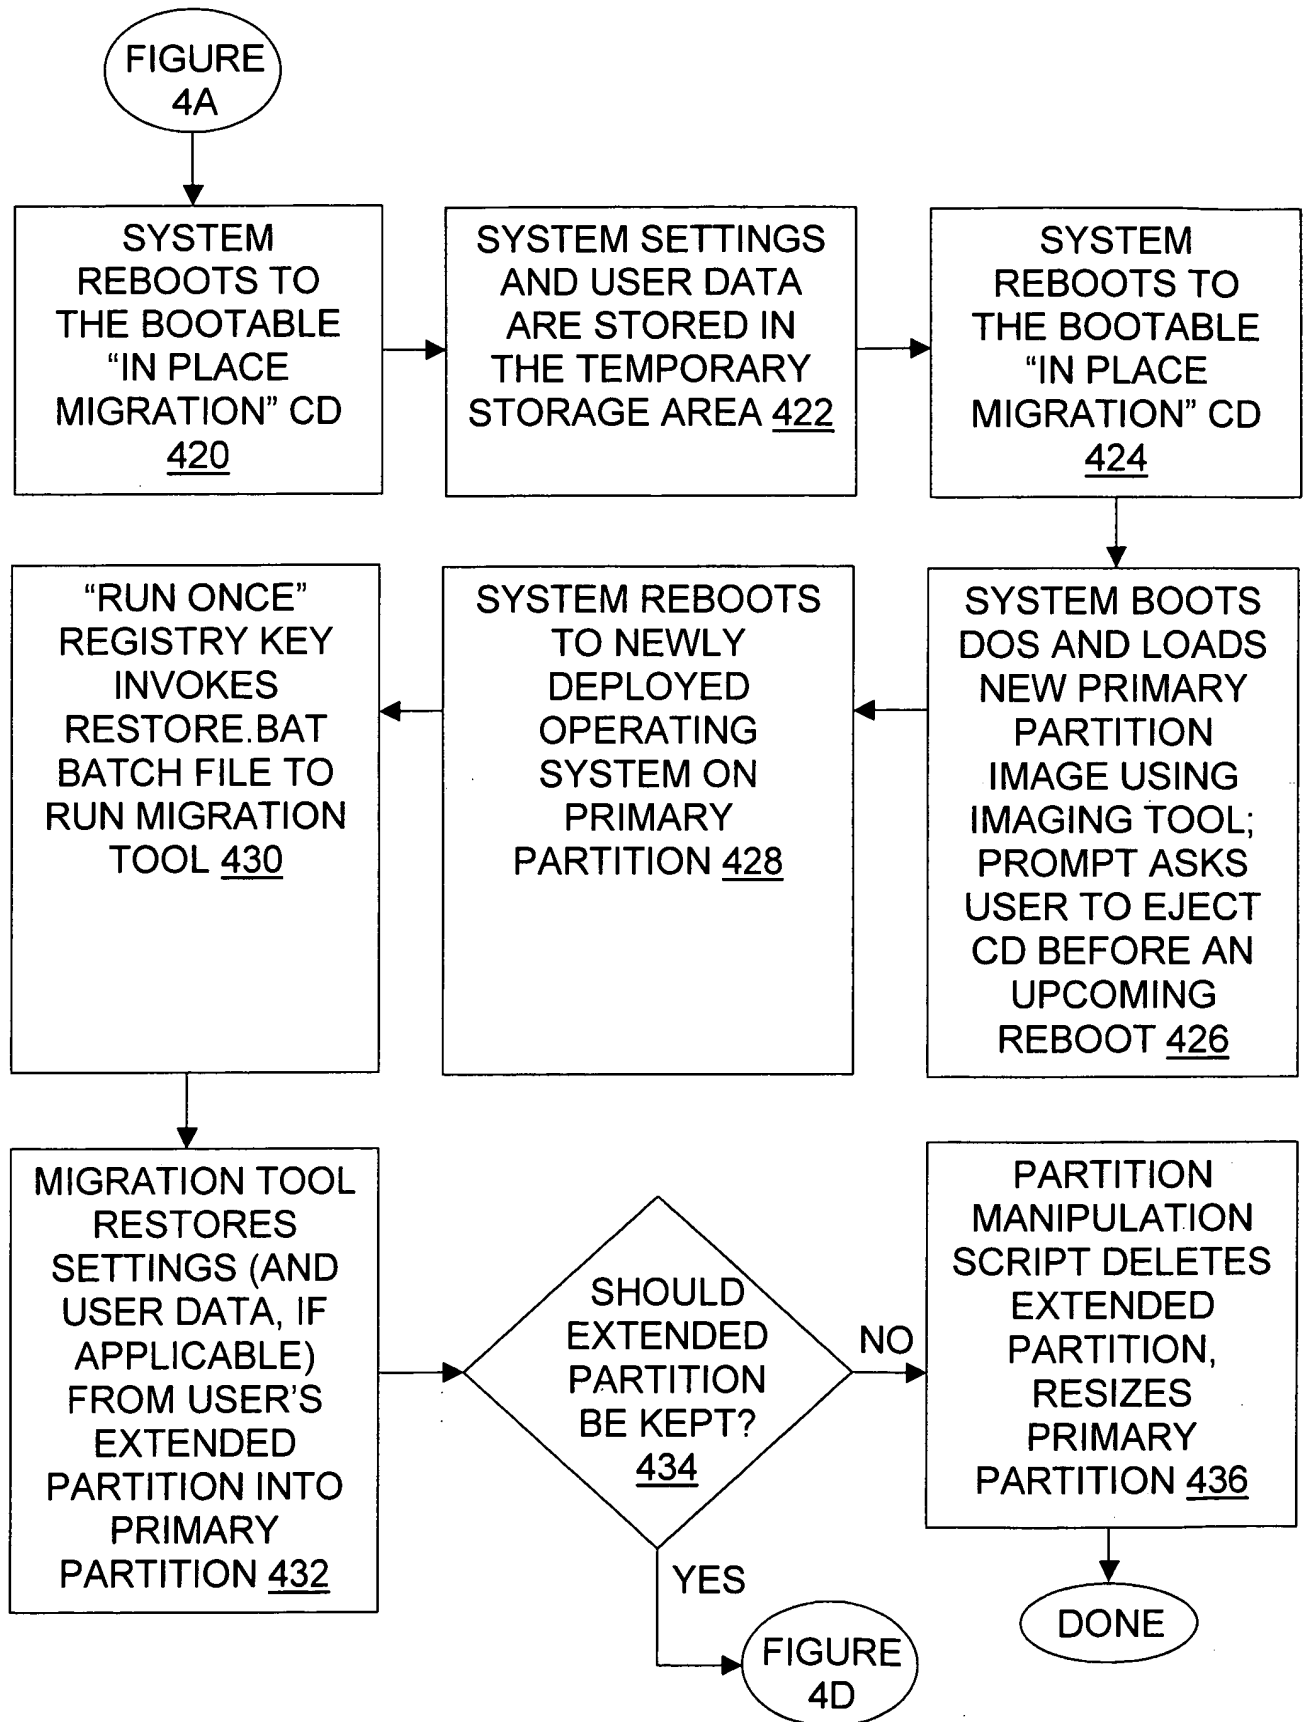 FIGURE
4A
SYSTEM
REBOOTS TO
THE BOOTABLE
“IN PLACE
MIGRATION” CD
420
SYSTEM SETTINGS
AND USER DATA
ARE STORED IN
THE TEMPORARY
STORAGE AREA 422
SYSTEM
REBOOTS TO
THE BOOTABLE
“IN PLACE
MIGRATION” CD
424
SYSTEM BOOTS
DOS AND LOADS
NEW PRIMARY
PARTITION
IMAGE USING
IMAGING TOOL;
PROMPT ASKS
USER TO EJECT
CD BEFORE AN
UPCOMING
REBOOT 426
SYSTEM REBOOTS
TO NEWLY
DEPLOYED
OPERATING
SYSTEM ON
PRIMARY
PARTITION 428
“RUN ONCE”
REGISTRY KEY
INVOKES
RESTORE.BAT
BATCH FILE TO
RUN MIGRATION
TOOL 430
MIGRATION TOOL
RESTORES
SETTINGS (AND
USER DATA, IF
APPLICABLE)
FROM USER’S
EXTENDED
PARTITION INTO
PRIMARY
PARTITION 432
SHOULD
EXTENDED
PARTITION
BE KEPT?
434
NO
YES
PARTITION
MANIPULATION
SCRIPT DELETES
EXTENDED
PARTITION,
RESIZES
PRIMARY
PARTITION 436
DONE
FIGURE
4D